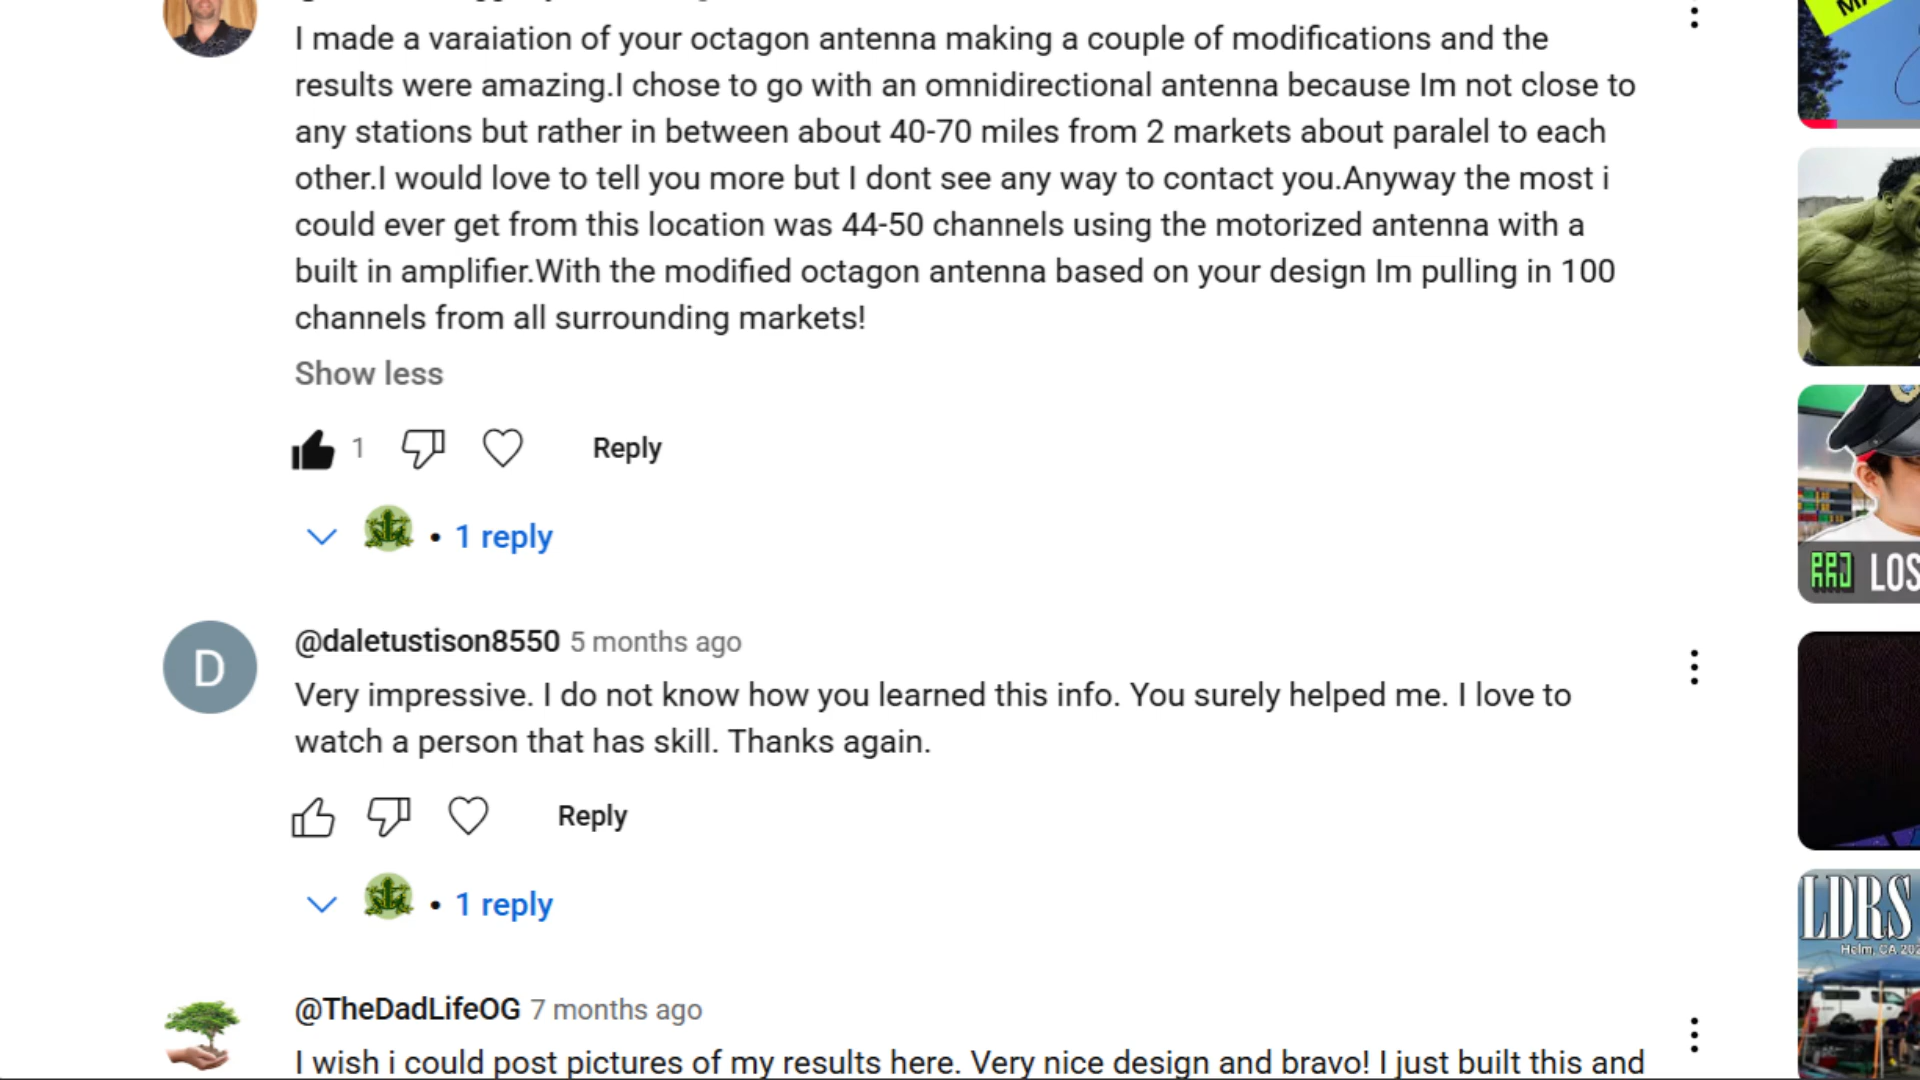 I made a varaiation of your octagon antenna making a couple of modifications and the
results were amazing.I chose to go with an omnidirectional antenna because Im not close to
any stations but rather in between about 40-70 miles from 2 markets about paralel to each
other.I would love to tell you more but I dont see any way to contact you.Anyway the most i
could ever get from this location was 44-50 channels using the motorized antenna with a
built in amplifier.With the modified octagon antenna based on your design Im pulling in 100
channels from all surrounding markets!
Show less
1
Reply
• 1 reply
D
@daletustison8550 5 months ago
Very impressive. I do not know how you learned this info. You surely helped me. I love to
watch a person that has skill. Thanks again.
Reply
• 1 reply
@TheDadLifeOG 7 months ago
I wish i could post pictures of my results here. Very nice design and bravo! I just built this and
LOS
LDRS
Helm, CA 202